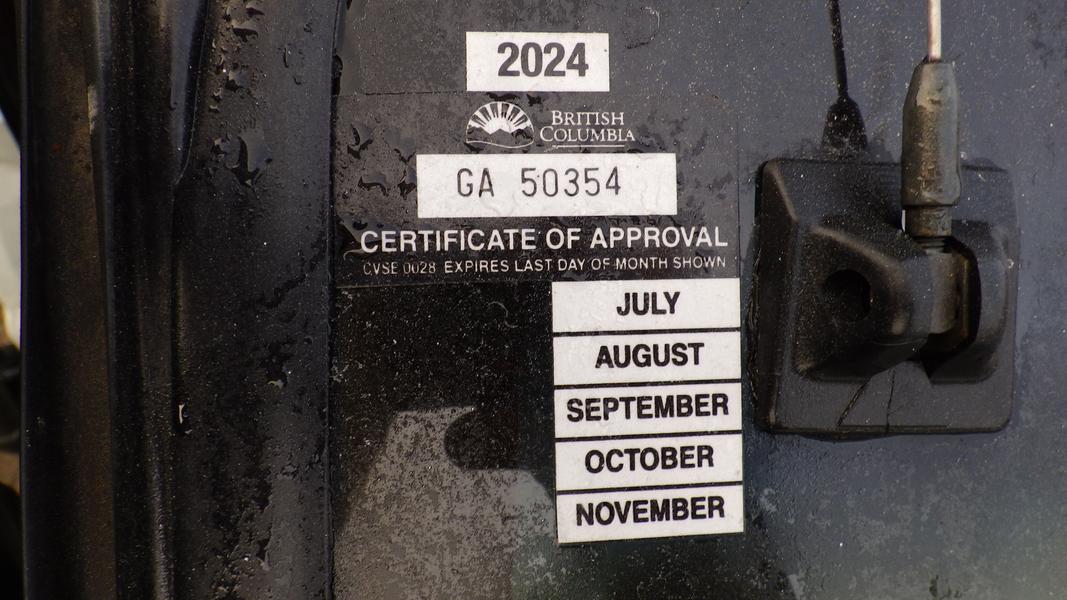 2024
BRITISH
COLUMBIA
GA 50354
CERTIFICATE OF APPROVAL
CVSE 0028 EXPIRES LAST DAY OF MONTH SHOWN
JULY
AUGUST
SEPTEMBER
OCTOBER
NOVEMBER